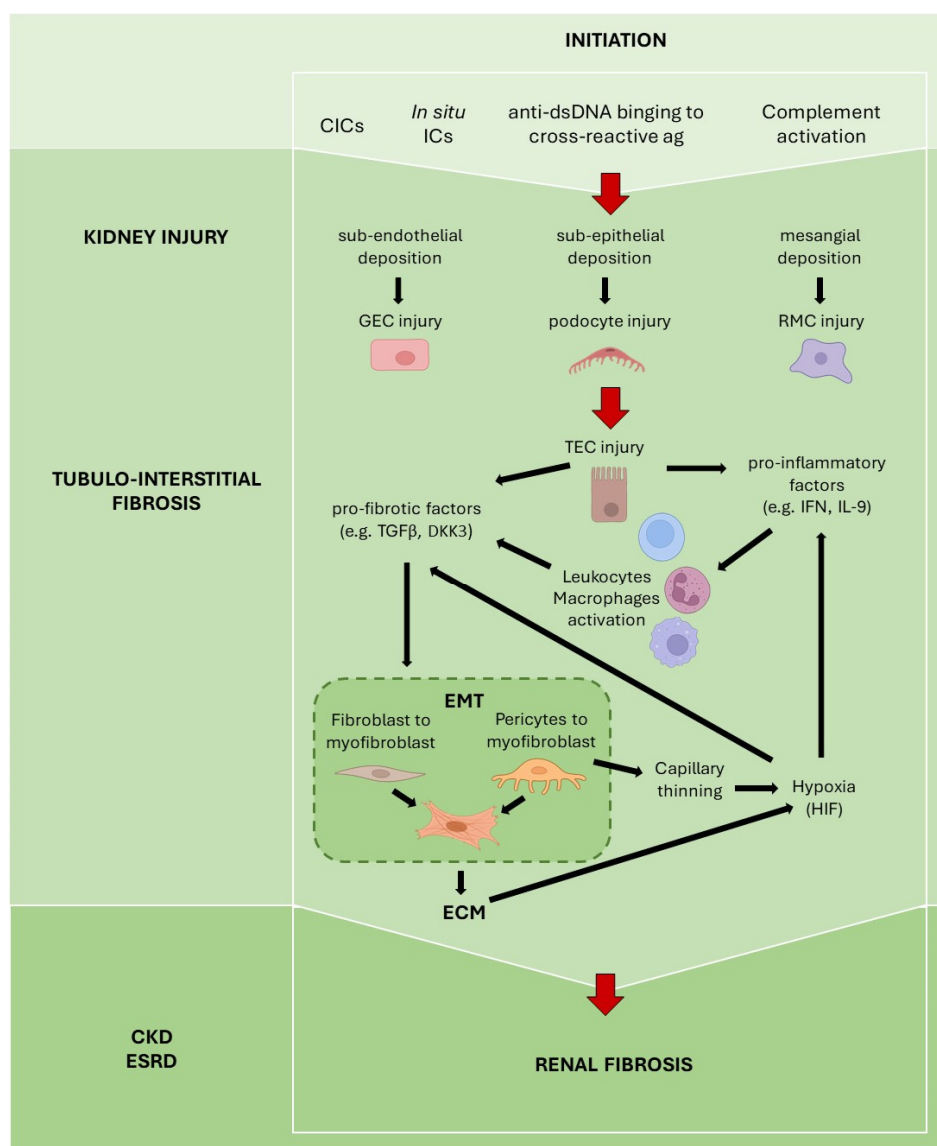 INITIATION
CICs
In situ
ICs
anti-dsDNA binging to
cross-reactive ag
Complement
activation
KIDNEY INJURY
sub-endothelial
deposition
sub-epithelial
deposition
mesangial
deposition
GEC injury
podocyte injury
RMC injury
TUBULO-INTERSTITIAL
FIBROSIS
TEC injury
pro-inflammatory
factors
(e.g. IFN, IL-9)
pro-fibrotic factors
(e.g. TGFβ, DKK3)
Leukocytes
Macrophages
activation
EMT
Fibroblast to
myofibroblast
Pericytes to
myofibroblast
Capillary
thinning
Hypoxia
(HIF)
ECM
CKD
ESRD
RENAL FIBROSIS